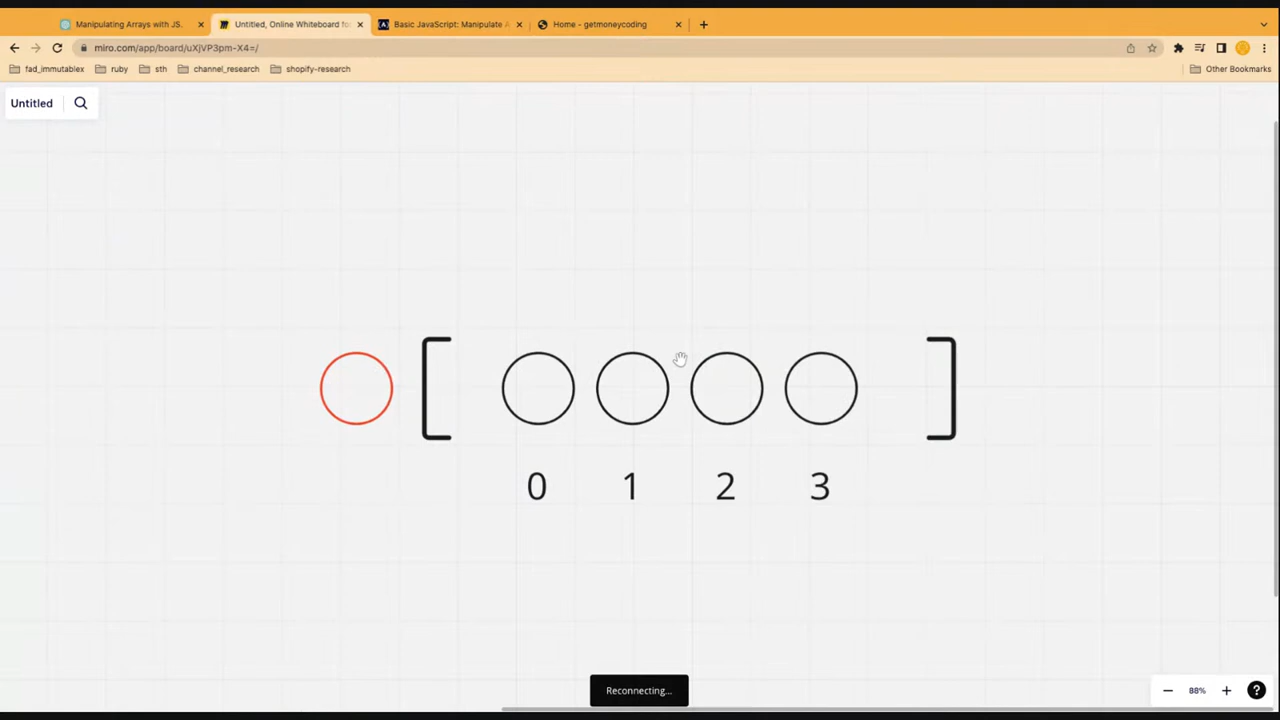 Manipulating Arrays with JS.
Untitled, Online Whiteboard fo
Basic JavaScript: Manipulate A
Home - getmoneycoding
miro.com/app/board/uXjVP3pm-X4=/
fad_immutablex
ruby
sth
channel_research
shopify-research
Other Bookmarks
Untitled
0 1 2 3
Reconnecting...
88%